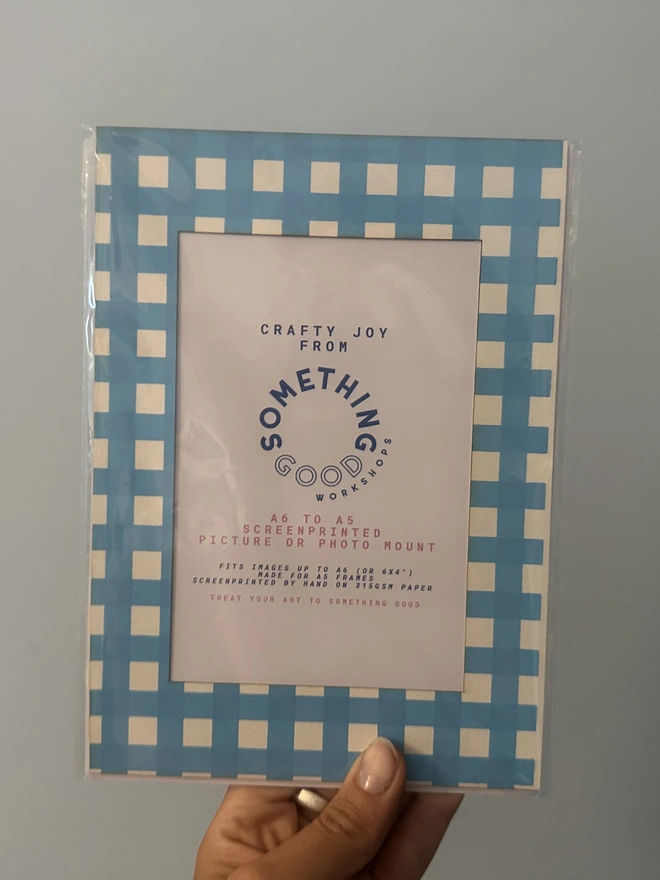 CRAFTY JOY
FROM
SOMETHING
GOOD
WORKSHOPS
A6 TO A5
SCREENPRINTED
PICTURE OR PHOTO MOUNT
FITS IMAGES UP TO A6 (OR 6X4")
MADE FOR A5 FRAMES
SCREENPRINTED BY HAND ON 315GSM PAPER
TREAT YOUR ART TO SOMETHING GOOD